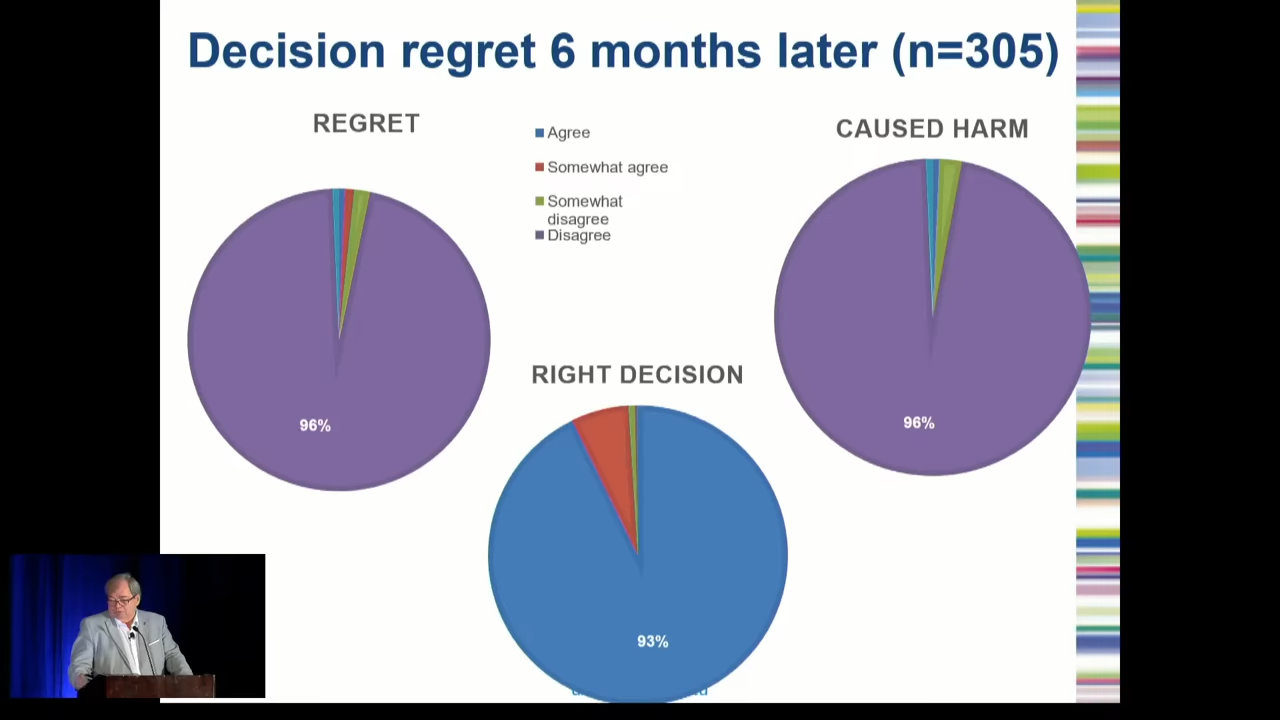 Decision regret 6 months later (n=305)
REGRET
Agree
Somewhat agree
Somewhat
disagree
Disagree
CAUSED HARM
96%
96%
RIGHT DECISION
93%